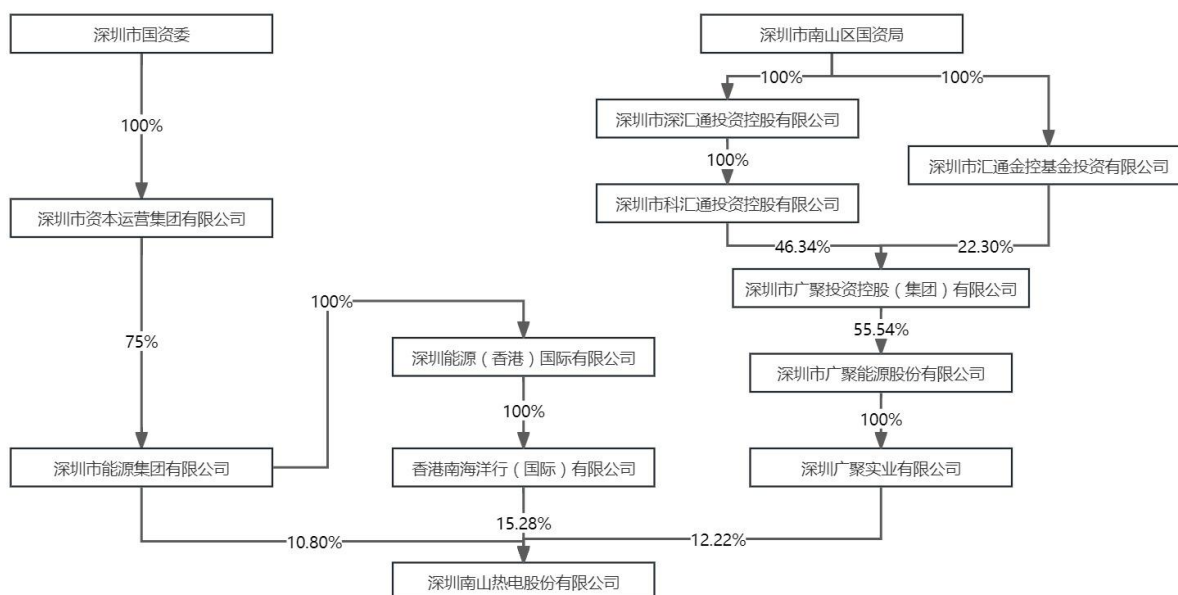 深圳市国资委
深圳市南山区国资局
100%
100%
深圳市深汇通投资控股有限公司
100%
100%
深圳市汇通金控基金投资有限公司
深圳市资本运营集团有限公司
深圳市科汇通投资控股有限公司
46.34%
22.30%
深圳市广聚投资控股（集团）有限公司
100%
55.54%
75%
深圳能源（香港）国际有限公司
深圳市广聚能源股份有限公司
100%
100%
深圳市能源集团有限公司
香港南海洋行（国际）有限公司
深圳广聚实业有限公司
15.28%
10.80%
12.22%
深圳南山热电股份有限公司